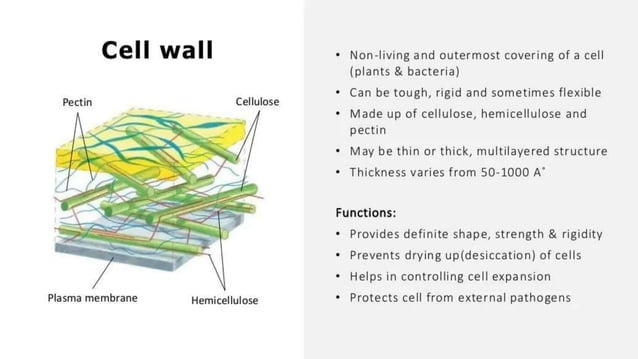 Cell wall
Pectin
Cellulose
Plasma membrane
Hemicellulose
• Non-living and outermost covering of a cell
(plants & bacteria)
• Can be tough, rigid and sometimes flexible
• Made up of cellulose, hemicellulose and
pectin
• May be thin or thick, multilayered structure
• Thickness varies from 50-1000 A°
Functions:
• Provides definite shape, strength & rigidity
• Prevents drying up(desiccation) of cells
• Helps in controlling cell expansion
• Protects cell from external pathogens